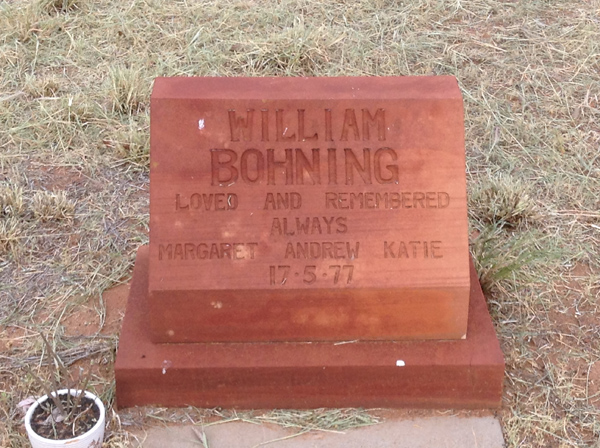 WILLIAM
BOHNING
LOVED AND REMEMBERED
ALWAYS
MARGARET ANDREW KATIE
17·5·77